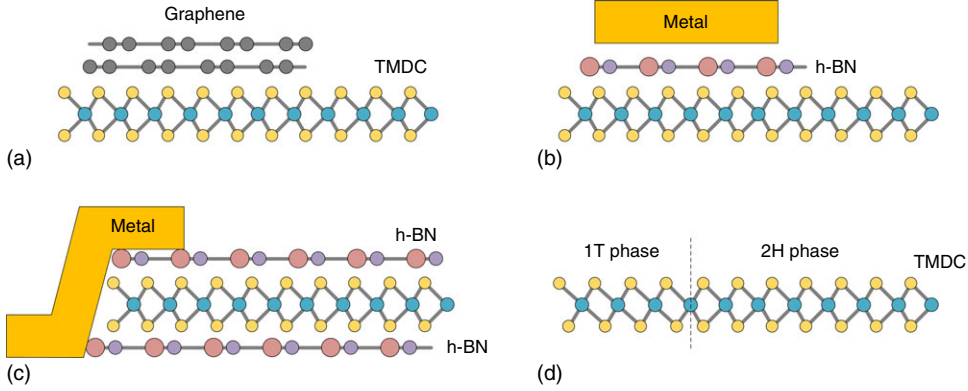 Graphene
TMDC
(a)
Metal
h-BN
(b)
Metal
h-BN
h-BN
(c)
1T phase
2H phase
TMDC
(d)